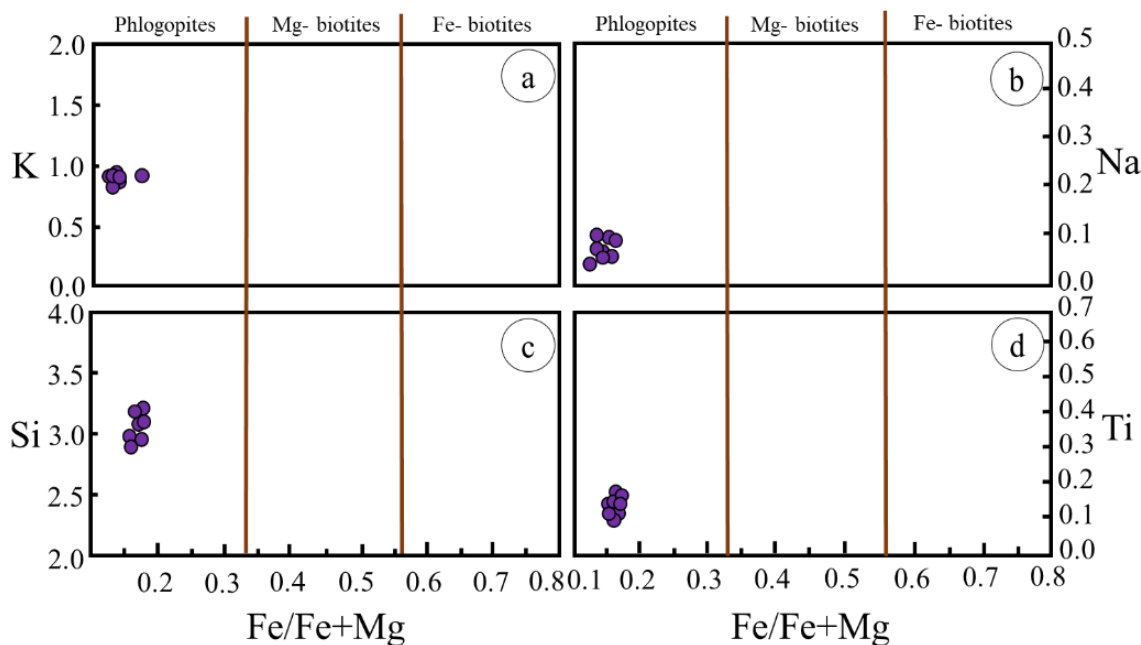 Phlogopites Mg- biotites Fe- biotites Phlogopites Mg- biotites Fe- biotites
2.0 a b 0.5
1.5 0.4
0.3
K 1.0 Na
0.2
0.5 0.1
0.0 0.0
4.0 c d 0.7
0.6
3.5 0.5
0.4
Si 3.0 Ti
0.3
2.5 0.2
0.1
2.0 0.0
0.2 0.3 0.4 0.5 0.6 0.7 0.8 0.1 0.2 0.3 0.4 0.5 0.6 0.7 0.8
Fe/Fe+Mg Fe/Fe+Mg